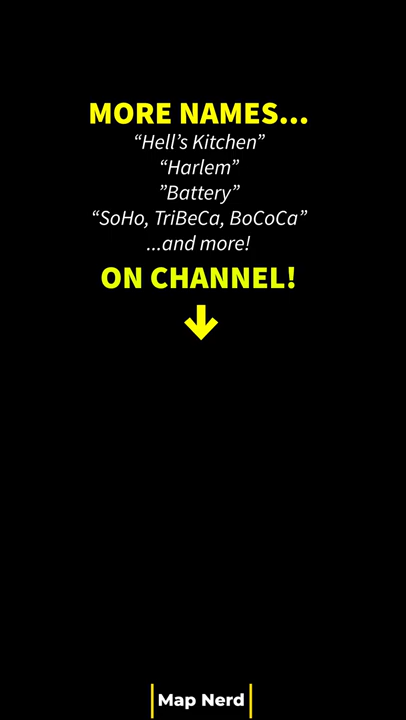 MORE NAMES...
“Hell’s Kitchen”
“Harlem”
”Battery”
“SoHo, TriBeCa, BoCoCa”
...and more!
ON CHANNEL!
Map Nerd